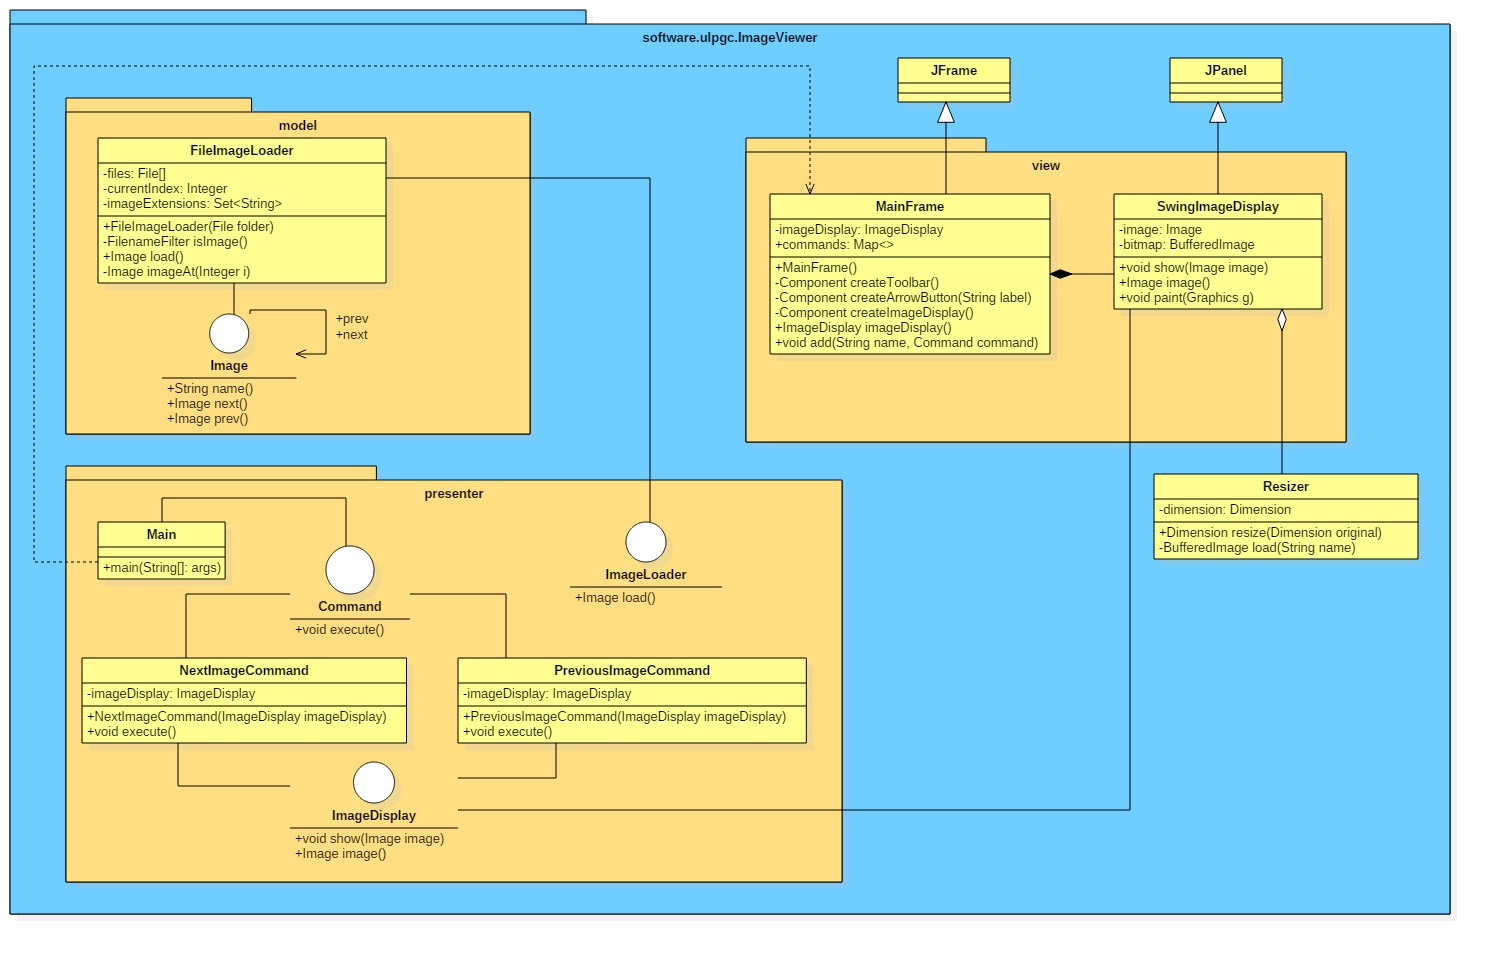 software.ulpgc.ImageViewer
JFrame
JPanel
model
FileImageLoader
-files: File[]
-currentIndex: Integer
-imageExtensions: Set<String>
+FileImageLoader(File folder)
-FilenameFilter isImage()
+Image load()
-Image imageAt(Integer i)
+prev
+next
Image
+String name()
+Image next()
+Image prev()
view
MainFrame
-imageDisplay: ImageDisplay
+commands: Map<>
+MainFrame()
-Component createToolbar()
-Component createArrowButton(String label)
-Component createImageDisplay()
+ImageDisplay imageDisplay()
+void add(String name, Command command)
SwingImageDisplay
-image: Image
-bitmap: BufferedImage
+void show(Image image)
+Image image()
+void paint(Graphics g)
Resizer
-dimension: Dimension
+Dimension resize(Dimension original)
-BufferedImage load(String name)
presenter
Main
+main(String[]: args)
Command
+void execute()
ImageLoader
+Image load()
NextImageCommand
-imageDisplay: ImageDisplay
+NextImageCommand(ImageDisplay imageDisplay)
+void execute()
PreviousImageCommand
-imageDisplay: ImageDisplay
+PreviousImageCommand(ImageDisplay imageDisplay)
+void execute()
ImageDisplay
+void show(Image image)
+Image image()